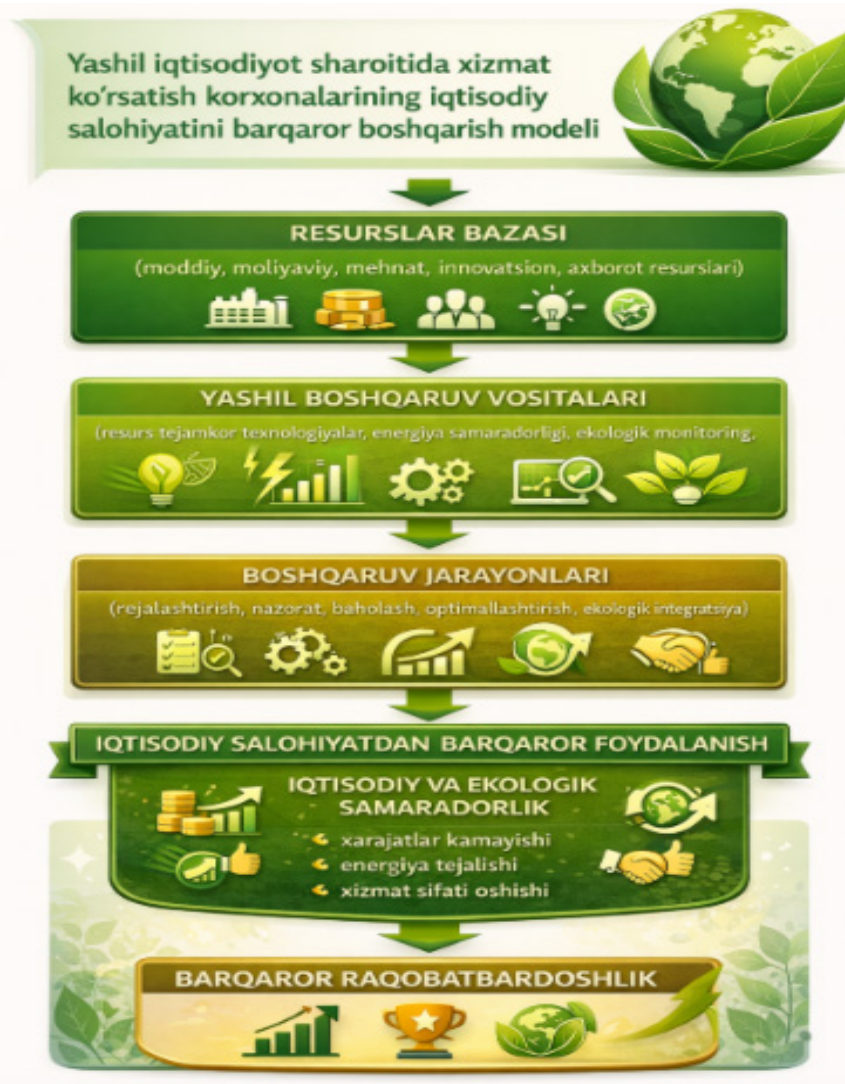 Yashil iqtisodiyot sharoitida xizmat
ko'rsatish korxonalarining iqtisodiy
salohiyatini barqaror boshqarish modeli
RESURSLAR BAZASI
(moddiy, moliyaviy, mehnat, innovatsion, axborot resursiari)
YASHIL BOSHQARUV VOSITALARI
(resurs tejamkor texnologiyalar, energiya samaradorligi, ekologik monitoring,
BOSHQARUV JARAYONLARI
(rejalashtirish, nazorat, baholash, optimallashtirish, ekologik integratsiya)
IQTISODIY SALOHIYATDAN BARQAROR FOYDALANISH
IQTISODIY VA EKOLOGIK
SAMARADORLIK
xarajatlar kamayishi
energiya tejalishi
xizmat sifati oshishi
BARQAROR RAQOBATBARDOSHLIK